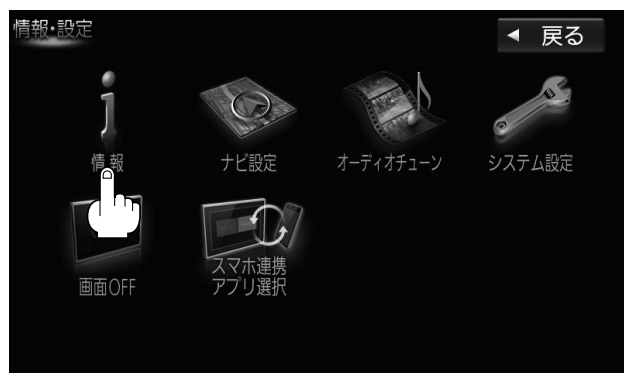 情報・設定
◀ 戻る
情報
ナビ設定
オーディオチューン
システム設定
画面OFF
スマホ連携
アプリ選択